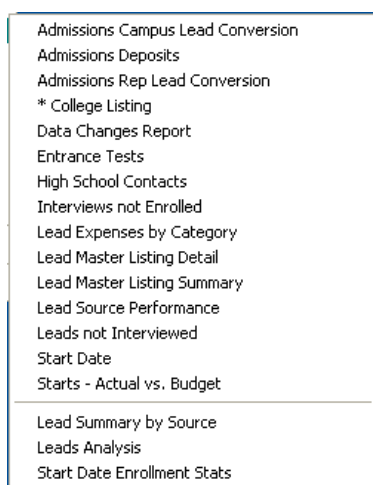 Admissions Campus Lead Conversion
Admissions Deposits
Admissions Rep Lead Conversion
* College Listing
Data Changes Report
Entrance Tests
High School Contacts
Interviews not Enrolled
Lead Expenses by Category
Lead Master Listing Detail
Lead Master Listing Summary
Lead Source Performance
Leads not Interviewed
Start Date
Starts - Actual vs. Budget
Lead Summary by Source
Leads Analysis
Start Date Enrollment Stats